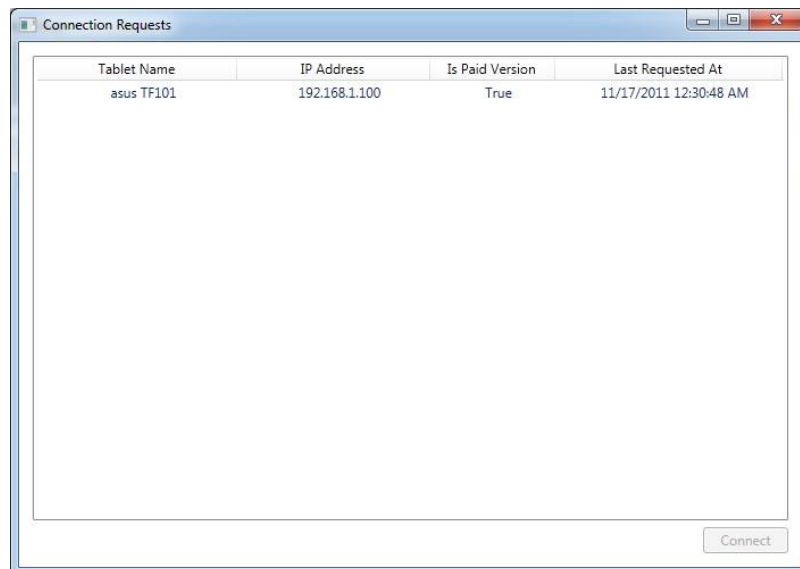 Connection Requests
Tablet Name IP Address Is Paid Version Last Requested At
asus TF101 192.168.1.100 True 11/17/2011 12:30:48 AM
Connect